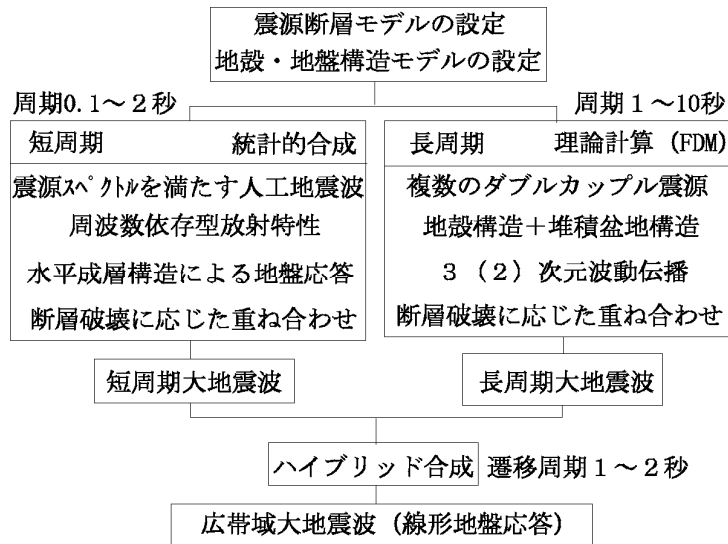 震源断層モデルの設定
地殻・地盤構造モデルの設定
周期0.1～2秒
周期1～10秒
短周期 統計的合成
震源スペクトルを満たす人工地震波
周波数依存型放射特性
水平成層構造による地盤応答
断層破壊に応じた重ね合わせ
長周期 理論計算 (FDM)
複数のダブルカップル震源
地殻構造＋堆積盆地構造
3（2）次元波動伝播
断層破壊に応じた重ね合わせ
短周期大地震波
長周期大地震波
ハイブリッド合成 遷移周期1～2秒
広帯域大地震波（線形地盤応答）